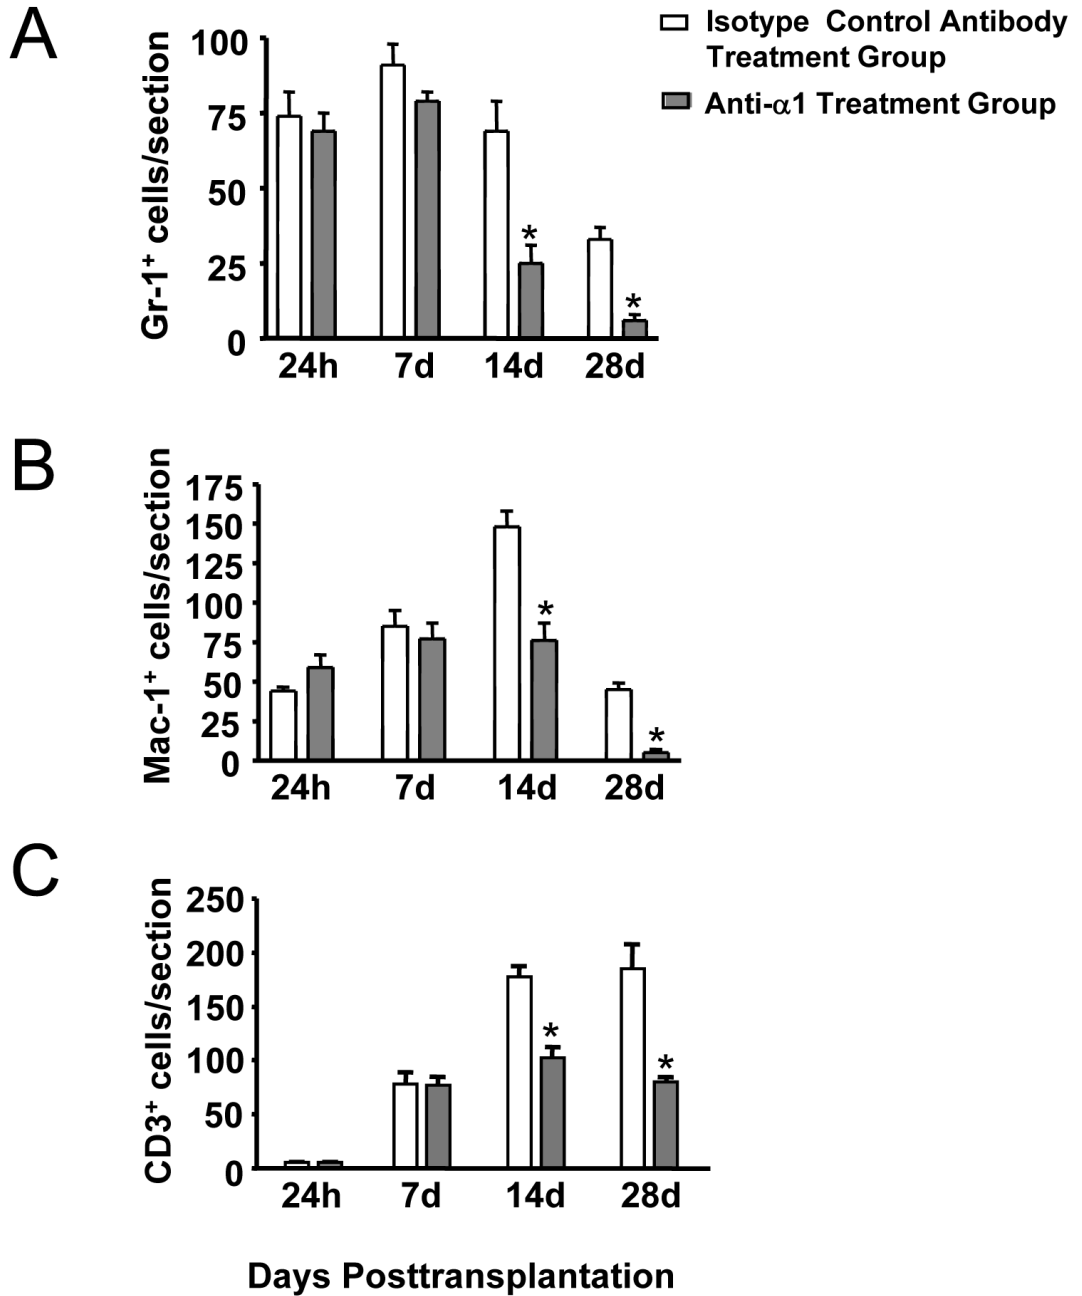 A
Isotype Control Antibody
Treatment Group
Anti-α1 Treatment Group
Gr-1+ cells/section
100
75
50
25
0
*
*
24h 7d 14d 28d
B
Mac-1+ cells/section
175
150
125
100
75
50
25
0
*
*
24h 7d 14d 28d
C
CD3+ cells/section
250
200
150
100
50
0
*
*
24h 7d 14d 28d
Days Posttransplantation